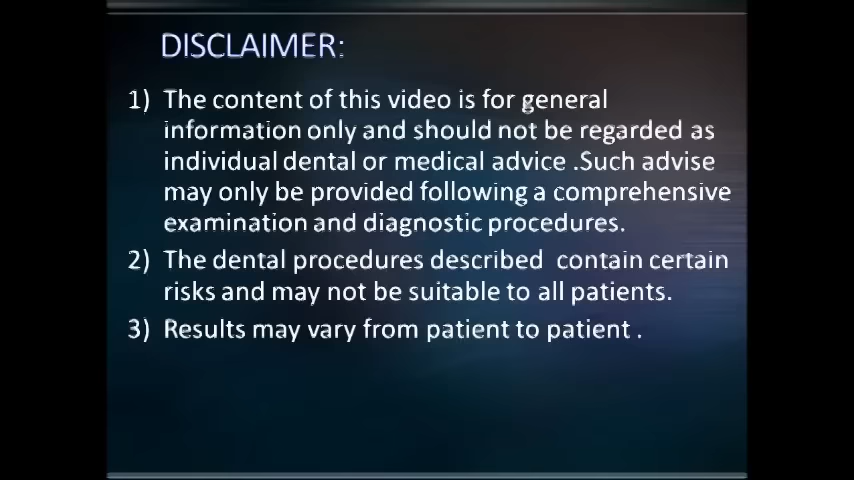 DISCLAIMER:
1) The content of this video is for general
information only and should not be regarded as
individual dental or medical advice .Such advise
may only be provided following a comprehensive
examination and diagnostic procedures.
2) The dental procedures described contain certain
risks and may not be suitable to all patients.
3) Results may vary from patient to patient .